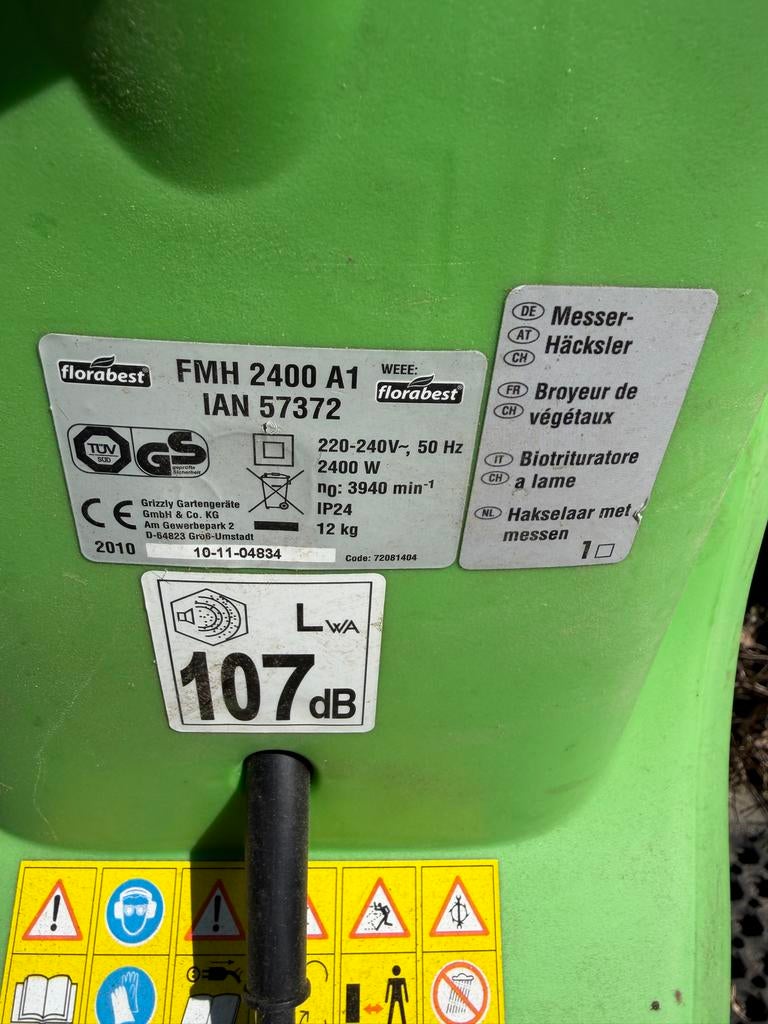 florabest
FMH 2400 A1
IAN 57372
WEEE:
florabest
TÜV
SÜD
GS
geprüfte
Sicherheit
220-240V~, 50 Hz
2400 W
n0: 3940 min-1
IP24
12 kg
CE
Grizzly Gartengeräte
GmbH & Co. KG
Am Gewerbepark 2
D-64823 Groß-Umstadt
2010
10-11-04834
Code: 72081404
DE Messer-
AT Häcksler
CH
FR Broyeur de
CH végétaux
IT Biotrituratore
CH a lame
NL Hakselaar met
messen
1
LWA
107dB